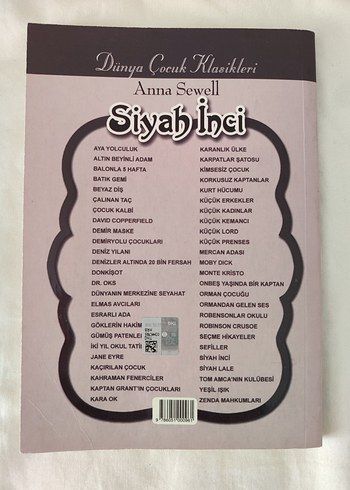 Dünya Çocuk Klasikleri
Anna Sewell
Siyah İnci
AYA YOLCULUK
ALTIN BEYİNLİ ADAM
BALONLA 5 HAFTA
BATIK GEMİ
BEYAZ DİŞ
ÇALINAN TAÇ
ÇOCUK KALBİ
DAVID COPPERFIELD
DEMİR MASKE
DEMİRYOLU ÇOCUKLARI
DENİZ YILANI
DENİZLER ALTINDA 20 BİN FERSAH
DONKİŞOT
DR. OKS
DÜNYANIN MERKEZİNE SEYAHAT
ELMAS AVCILARI
ESRARLI ADA
GÖKLERİN HAKİM
GÜMÜŞ PATENLE
İKİ YIL OKUL TATİ
JANE EYRE
KAÇIRILAN ÇOCUK
KAHRAMAN FENERCİLER
KAPTAN GRANT'IN ÇOCUKLARI
KARA OK
KARANLIK ÜLKE
KARPATLAR ŞATOSU
KİMSESİZ ÇOCUK
KORKUSUZ KAPTANLAR
KURT HÜCUMU
KÜÇÜK ERKEKLER
KÜÇÜK KADINLAR
KÜÇÜK KEMANCI
KÜÇÜK LORD
KÜÇÜK PRENSES
MERCAN ADASI
MOBY DICK
MONTE KRİSTO
ONBEŞ YAŞINDA BİR KAPTAN
ORMAN ÇOCUĞU
ORMANDAN GELEN SES
ROBENSONLAR OKULU
ROBINSON CRUSOE
SEÇME HİKAYELER
SEFİLLER
SİYAH İNCİ
SİYAH LALE
TOM AMCA'NIN KULÜBESİ
YEŞİL IŞIK
ZENDA MAHKUMLARI